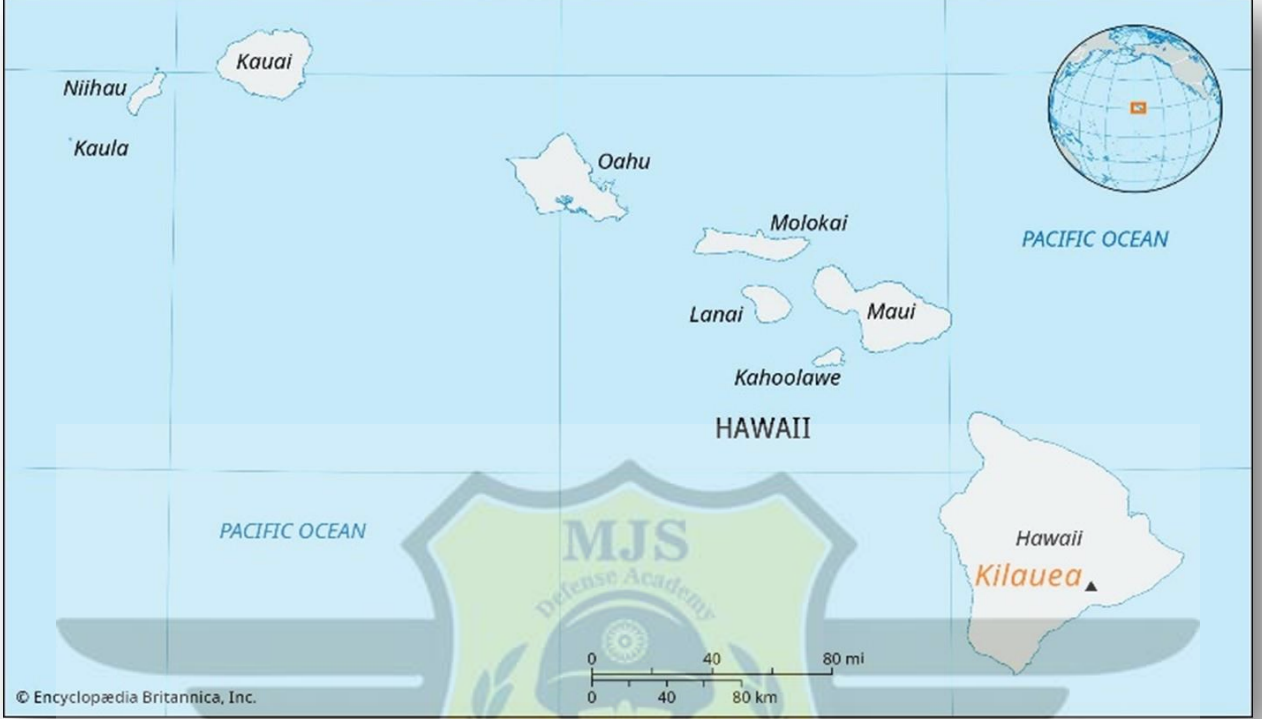 Kauai
Niihau
Kaula
Oahu
Molokai
PACIFIC OCEAN
Lanai
Maui
Kahoolawe
HAWAII
PACIFIC OCEAN
MJS
Defense Academy
Hawaii
Kilauea
0 40 80 mi
0 40 80 km
© Encyclopædia Britannica, Inc.